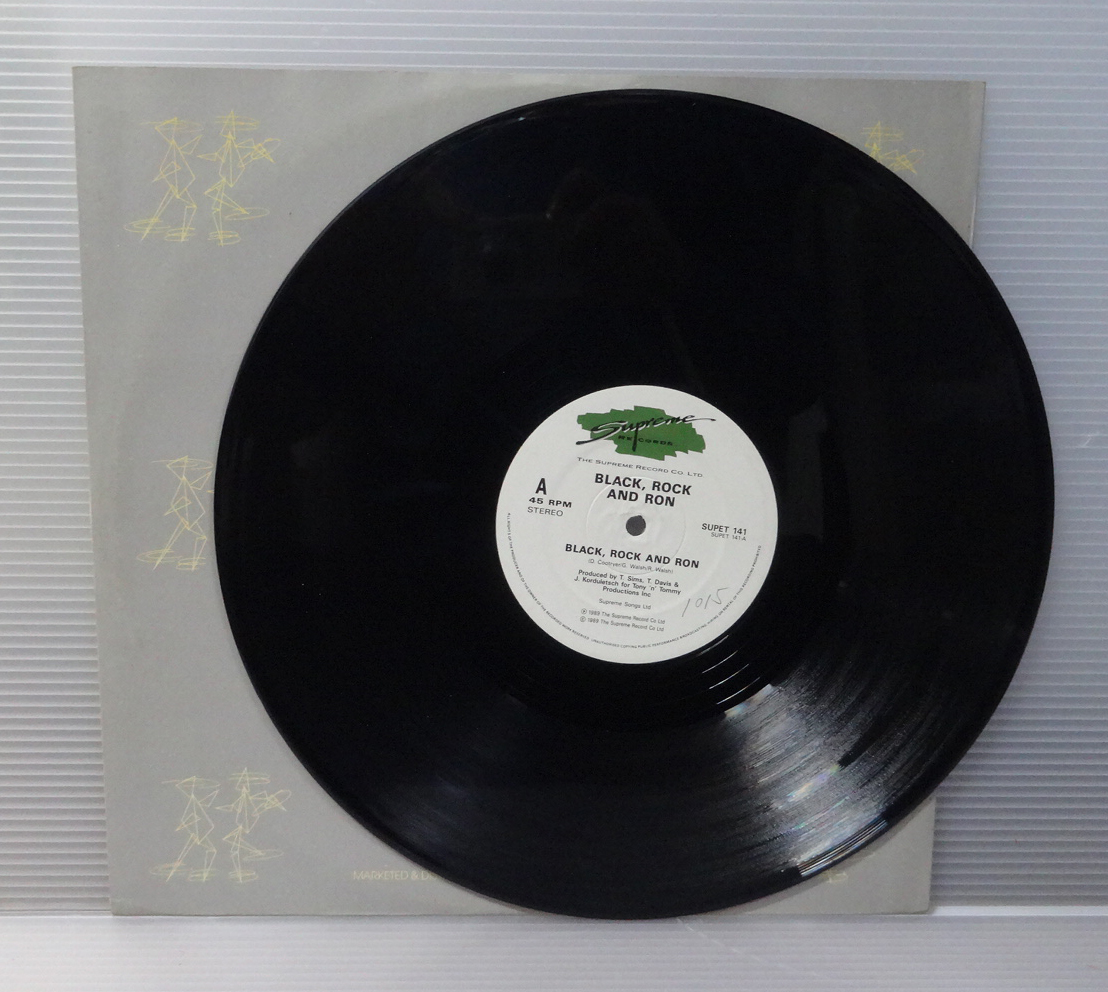 Supreme
RECORDS
THE SUPREME RECORD CO. LTD
BLACK, ROCK
AND RON
A
45 RPM
STEREO
SUPET 141
SUPET 141-A
BLACK, ROCK AND RON
Produced by T. Sims, T. Davis &
J. Korduletsch for Tony 'n' Tommy
Productions Inc
Supreme Songs Ltd
℗ 1989 The Supreme Record Co Ltd
© 1989 The Supreme Record Co Ltd
1015
MARKETED &